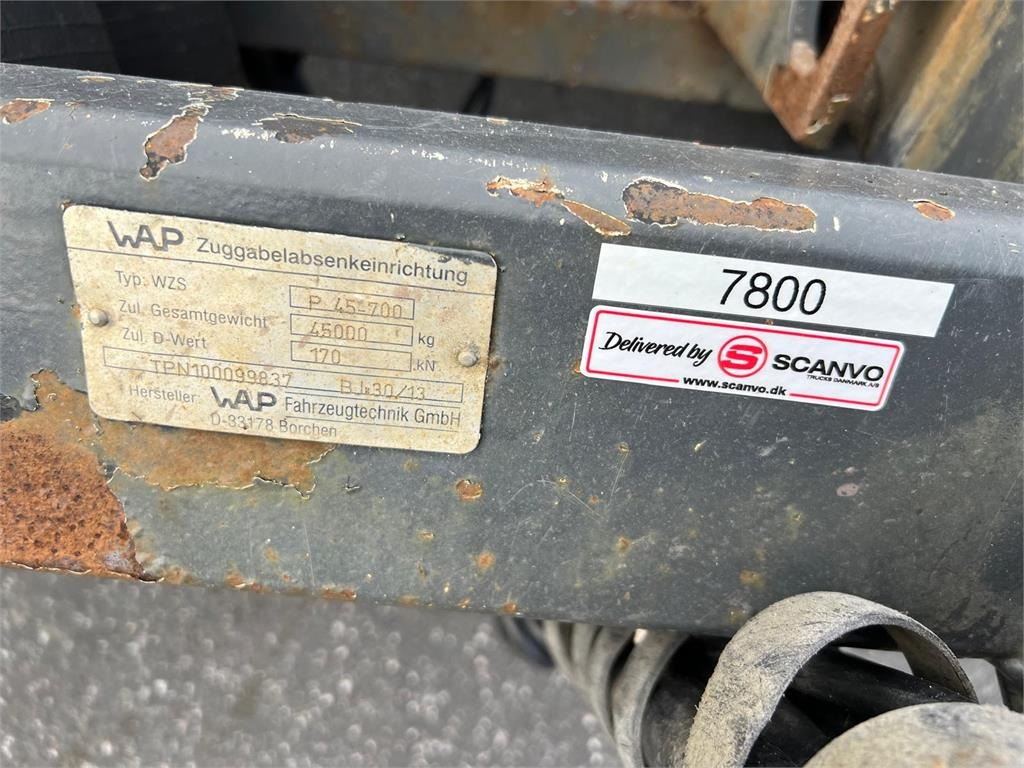 WAP Zuggabelabsenkeinrichtung
Typ: WZS P 45-700
Zul. Gesamtgewicht 45000 kg
Zul. D-Wert 170 kN
TPN100099837 BJ.30/13
Hersteller: WAP Fahrzeugtechnik GmbH
D-33178 Borchen
7800
Delivered by S SCANVO
TRUCKS DANMARK A/S
www.scanvo.dk